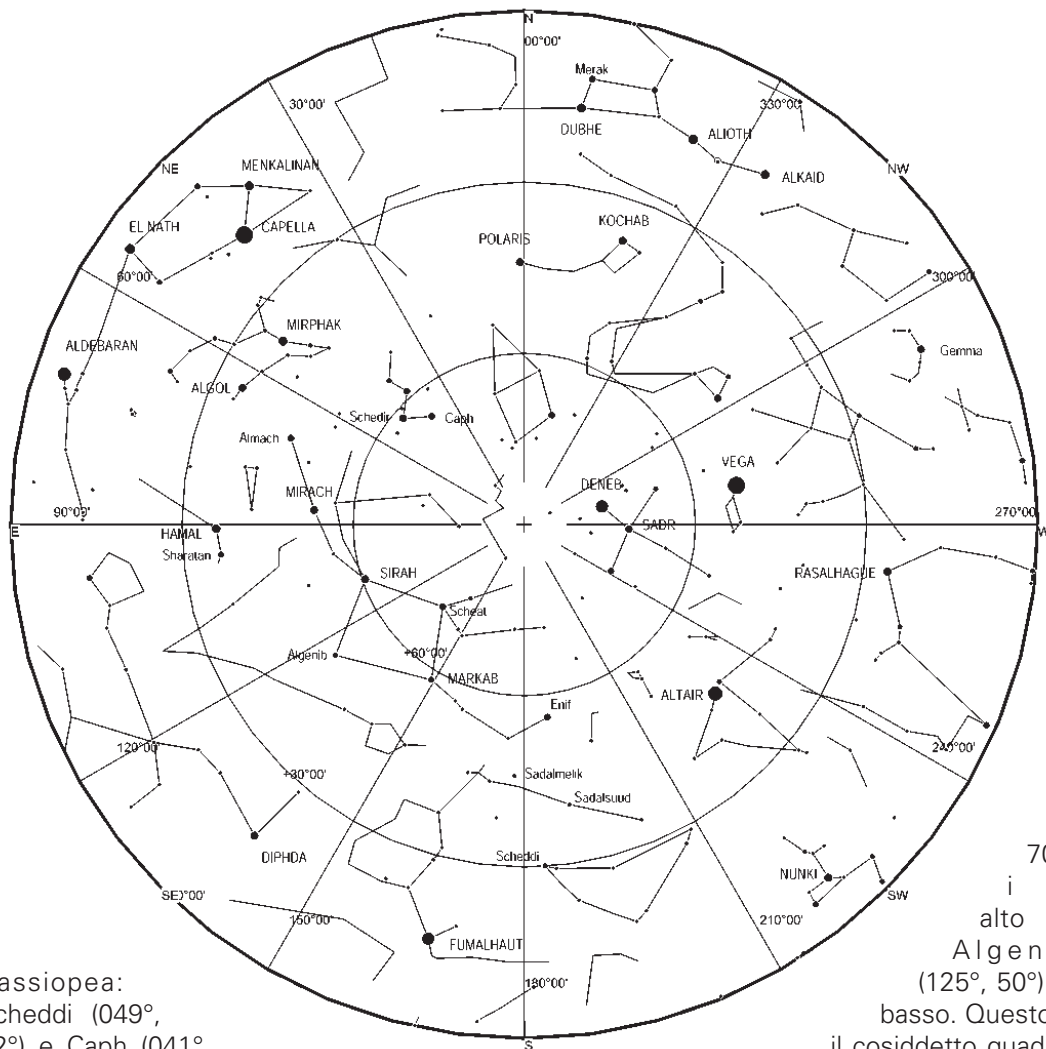 N
00°00'
Merak
30°00'
330°00'
DUBHE
ALIOTH
NE
MENKALINAN
NW
ALKAID
EL NATH
CAPELLA
KOCHAB
POLARIS
60°00'
300°00'
MIRPHAK
ALDEBARAN
Gemma
ALGOL
Schedir
Caph
Almach
VEGA
MIRACH
DENEB
90°00'
270°00'
E
HAMAL
SADR
W
Sharatan
SIRAH
RASALHAGUE
Scheat
Algenib
+60°00'
MARKAB
ALTAIR
Enif
120°00'
240°00'
+30°00'
Sadalmelik
Sadalsuud
DIPHDA
Scheddi
70
NUNKI
i
SE
0°00'
SW
alto
150°00'
210°00'
FUMALHAUT
Algen
assiopea:
180°00'
(125°, 50°)
cheddi (049°,
basso. Questo
2°) e Caph (041°
il cosiddetto quad
S